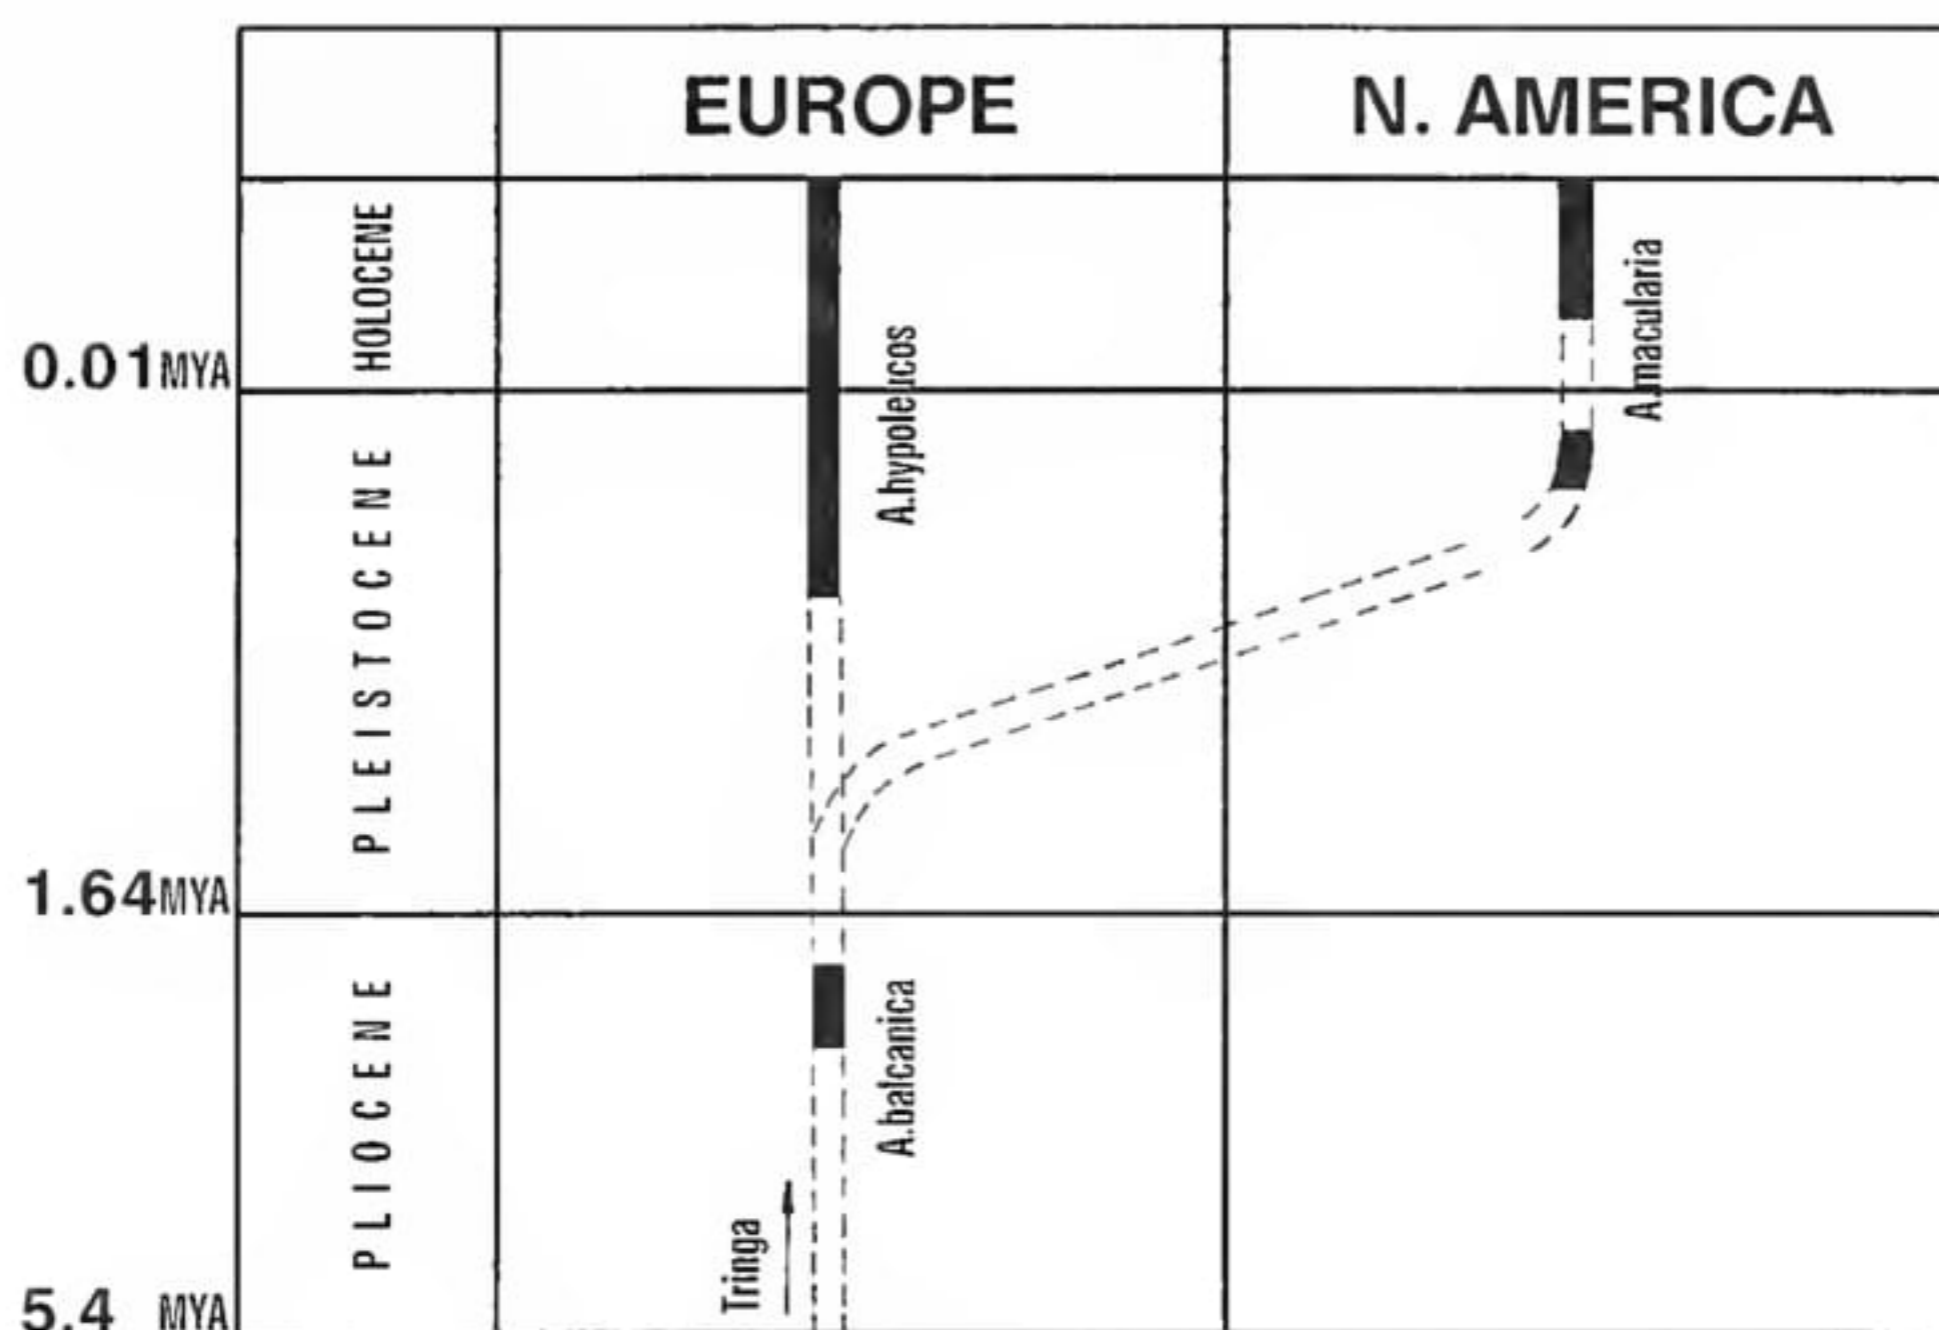 EUROPE
N. AMERICA
HOLOCENE
0.01MYA
A.hypoleucos
A.macularia
PLEISTOCENE
1.64MYA
PLIOCENE
A.balcanica
Tringa
5.4 MYA